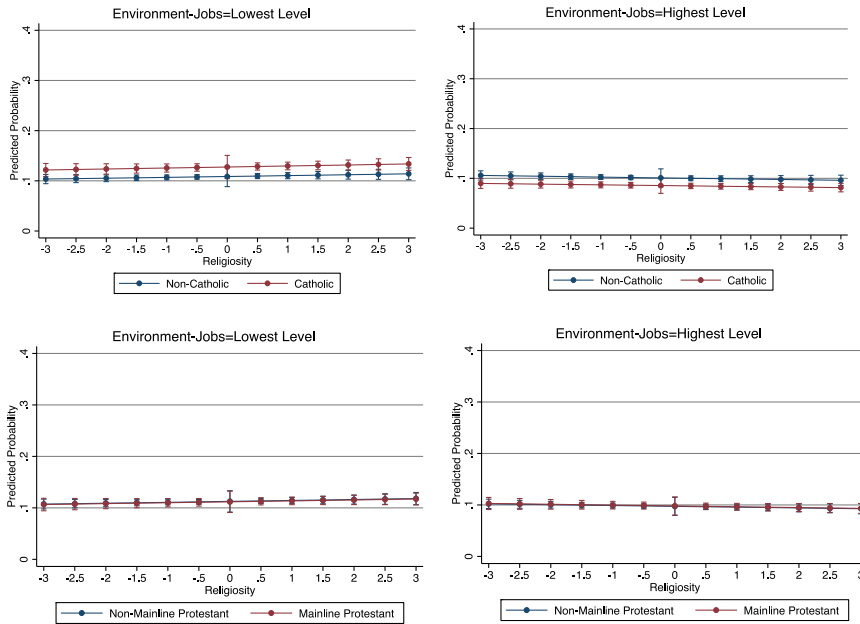 Environment-Jobs=Lowest Level
Predicted Probability
.4
.3
.2
.1
0
-3 -2.5 -2 -1.5 -1 -.5 0 .5 1 1.5 2 2.5 3
Religiosity
Non-Catholic Catholic
Environment-Jobs=Highest Level
Predicted Probability
.4
.3
.2
.1
0
-3 -2.5 -2 -1.5 -1 -.5 0 .5 1 1.5 2 2.5 3
Religiosity
Non-Catholic Catholic
Environment-Jobs=Lowest Level
Predicted Probability
.4
.3
.2
.1
0
-3 -2.5 -2 -1.5 -1 -.5 0 .5 1 1.5 2 2.5 3
Religiosity
Non-Mainline Protestant Mainline Protestant
Environment-Jobs=Highest Level
Predicted Probability
.4
.3
.2
.1
0
-3 -2.5 -2 -1.5 -1 -.5 0 .5 1 1.5 2 2.5 3
Religiosity
Non-Mainline Protestant Mainline Protestant